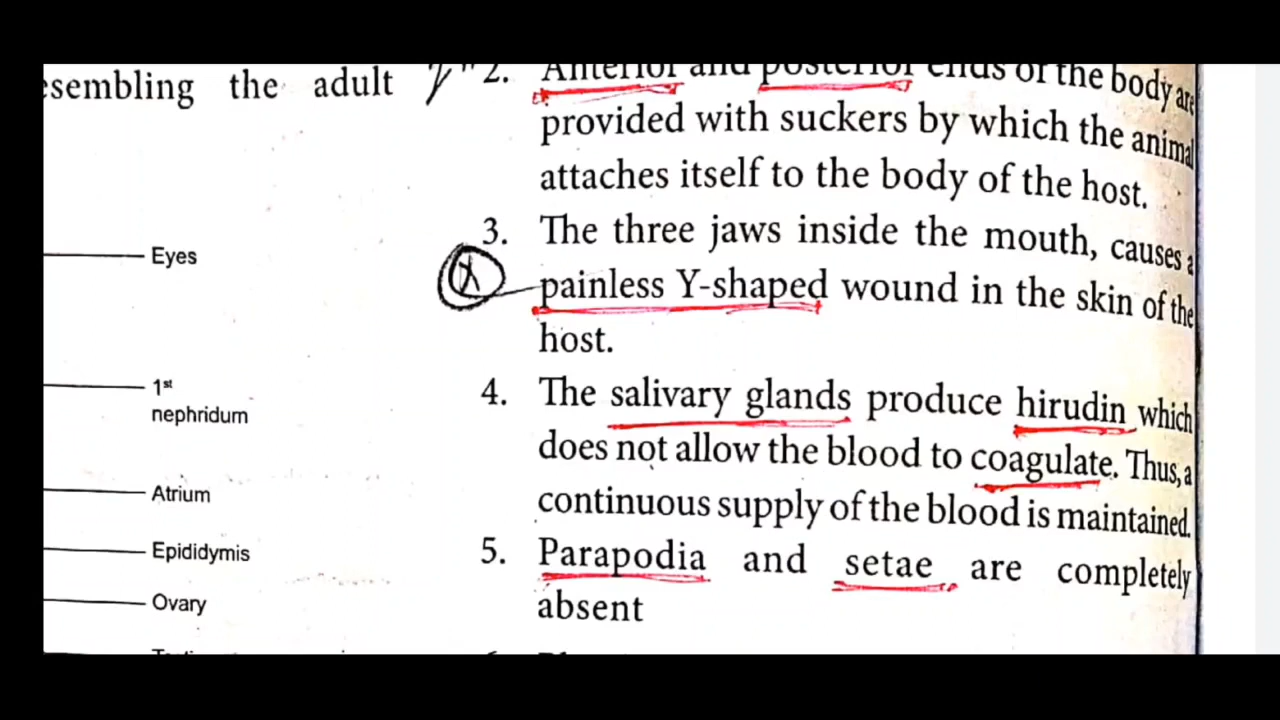 esembling the adult
Eyes
1st
nephridum
Atrium
Epididymis
Ovary
2. Anterior and posterior ends of the body are
provided with suckers by which the animal
attaches itself to the body of the host.
3. The three jaws inside the mouth, causes a
painless Y-shaped wound in the skin of the
host.
4. The salivary glands produce hirudin which
does not allow the blood to coagulate. Thus, a
continuous supply of the blood is maintained.
5. Parapodia and setae are completely
absent